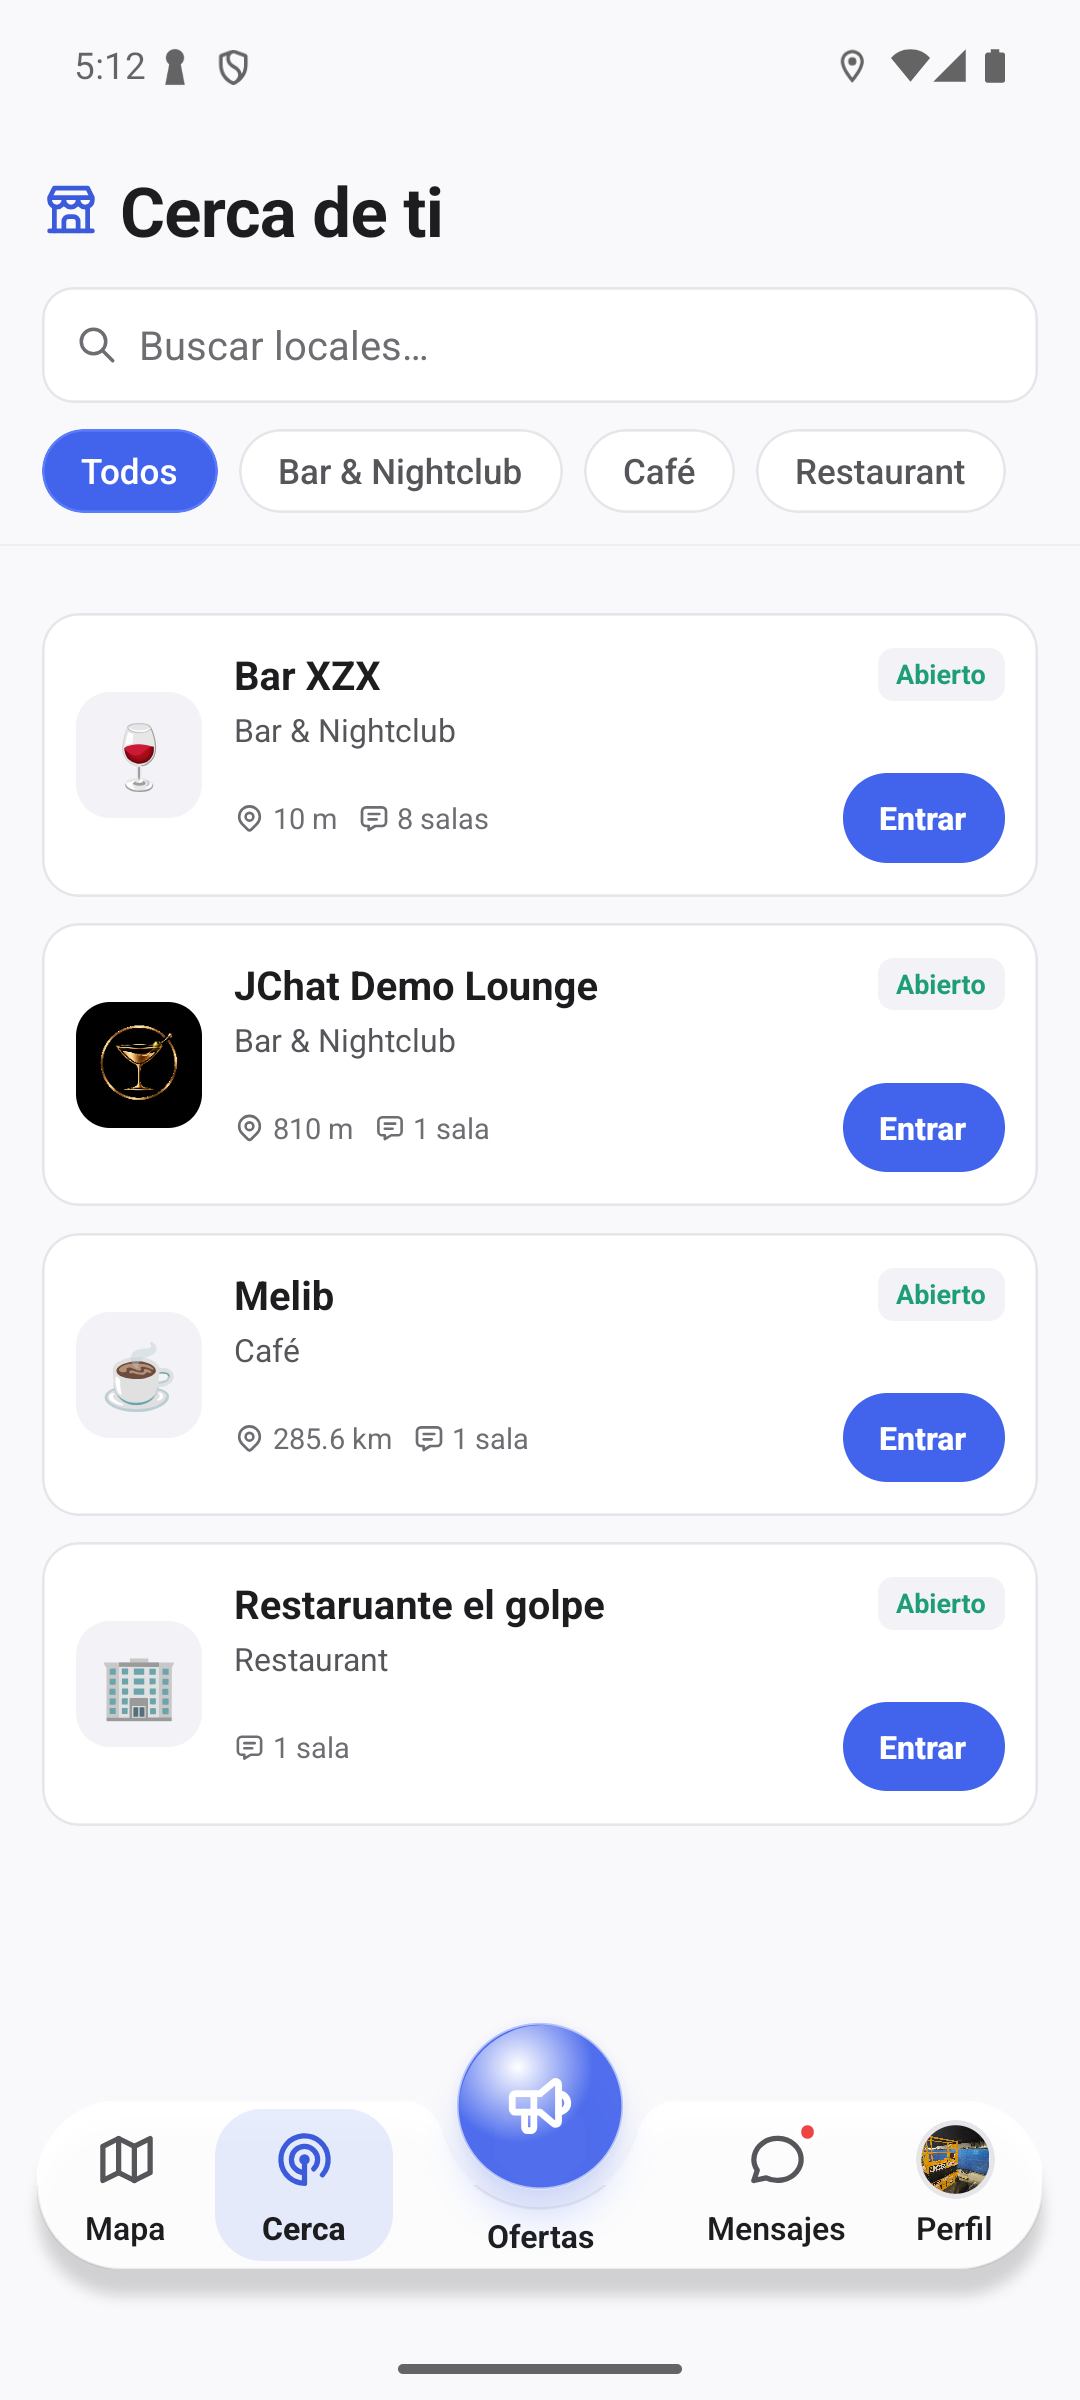 5:12
Cerca de ti
Buscar locales...
Todos
Bar & Nightclub
Café
Restaurant
Bar XZX
Abierto
Bar & Nightclub
10 m
8 salas
Entrar
JChat Demo Lounge
Abierto
Bar & Nightclub
810 m
1 sala
Entrar
Melib
Abierto
Café
285.6 km
1 sala
Entrar
Restaruante el golpe
Abierto
Restaurant
1 sala
Entrar
Mapa
Cerca
Ofertas
Mensajes
Perfil